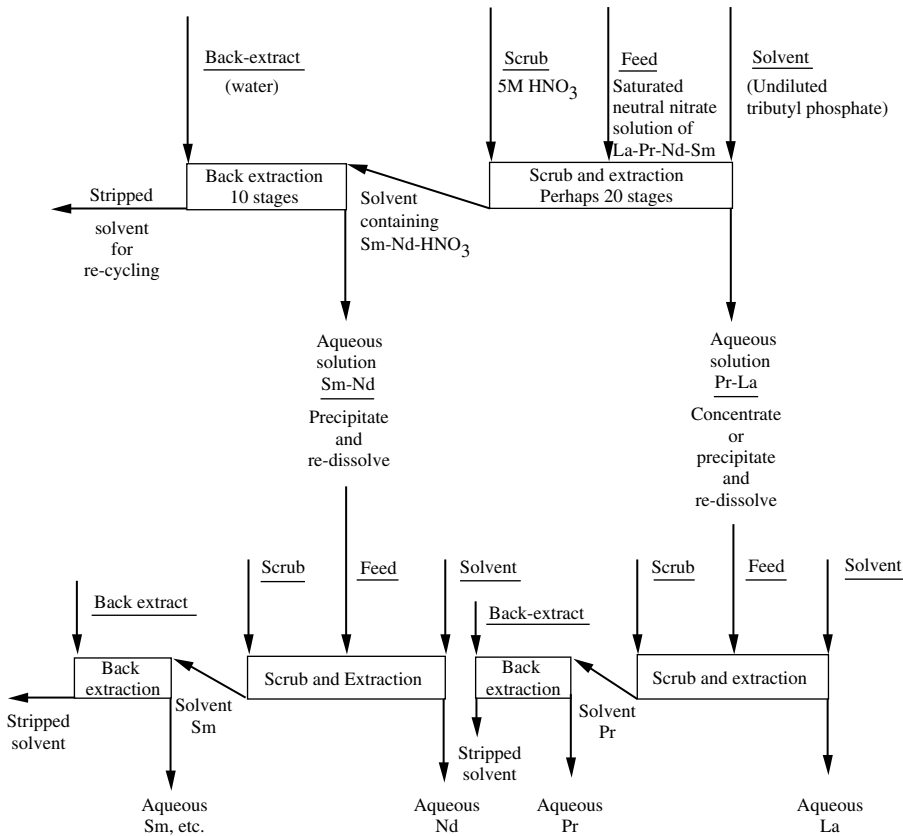 Back-extract
(water)
Scrub
5M HNO3
Feed
Saturated
neutral nitrate
solution of
La-Pr-Nd-Sm
Solvent
(Undiluted
tributyl phosphate)
Back extraction
10 stages
Scrub and extraction
Perhaps 20 stages
Stripped
solvent
for
re-cycling
Solvent
containing
Sm-Nd-HNO3
Aqueous
solution
Sm-Nd
Precipitate
and
re-dissolve
Aqueous
solution
Pr-La
Concentrate
or
precipitate
and
re-dissolve
Back extract
Scrub
Feed
Solvent
Back-extract
Scrub
Feed
Solvent
Back
extraction
Scrub and Extraction
Back
extraction
Scrub and extraction
Stripped
solvent
Solvent
Sm
Stripped
solvent
Solvent
Pr
Aqueous
Sm, etc.
Aqueous
Nd
Aqueous
Pr
Aqueous
La